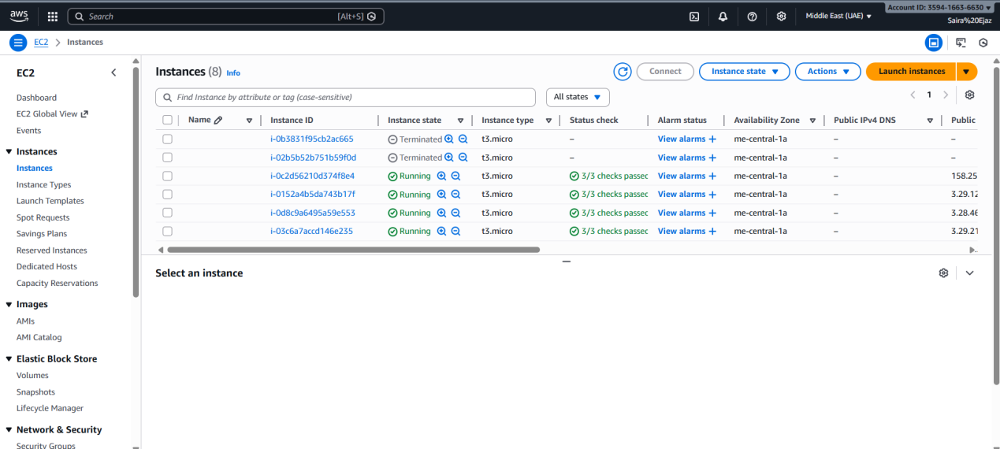 aws Search [Alt+S] Middle East (UAE) Account ID: 3594-1663-6630
Saira%20Ejaz
EC2 Instances
EC2
Dashboard
EC2 Global View
Events
Instances
Instances
Instance Types
Launch Templates
Spot Requests
Savings Plans
Reserved Instances
Dedicated Hosts
Capacity Reservations
Images
AMIs
AMI Catalog
Elastic Block Store
Volumes
Snapshots
Lifecycle Manager
Network & Security
Security Groups
Instances (8) Info Connect Instance state Actions Launch instances
Find Instance by attribute or tag (case-sensitive) All states 1
Name Instance ID Instance state Instance type Status check Alarm status Availability Zone Public IPv4 DNS Public
i-0b3831f95cb2ac665 Terminated t3.micro – View alarms + me-central-1a – –
i-02b5b52b751b59f0d Terminated t3.micro – View alarms + me-central-1a – –
i-0c2d56210d374f8e4 Running t3.micro 3/3 checks passec View alarms + me-central-1a – 158.25
i-0152a4b5da743b17f Running t3.micro 3/3 checks passec View alarms + me-central-1a – 3.29.12
i-0d8c9a6495a59e553 Running t3.micro 3/3 checks passec View alarms + me-central-1a – 3.28.46
i-03c6a7accd146e235 Running t3.micro 3/3 checks passec View alarms + me-central-1a – 3.29.21
Select an instance